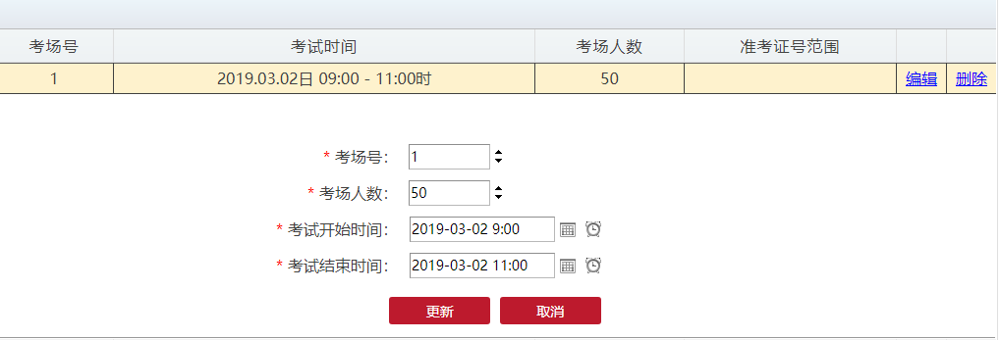 考场号 考试时间 考场人数 准考证号范围
1 2019.03.02日 09:00 - 11:00时 50 编辑 删除
* 考场号： 1
* 考场人数： 50
* 考试开始时间： 2019-03-02 9:00
* 考试结束时间： 2019-03-02 11:00
更新 取消